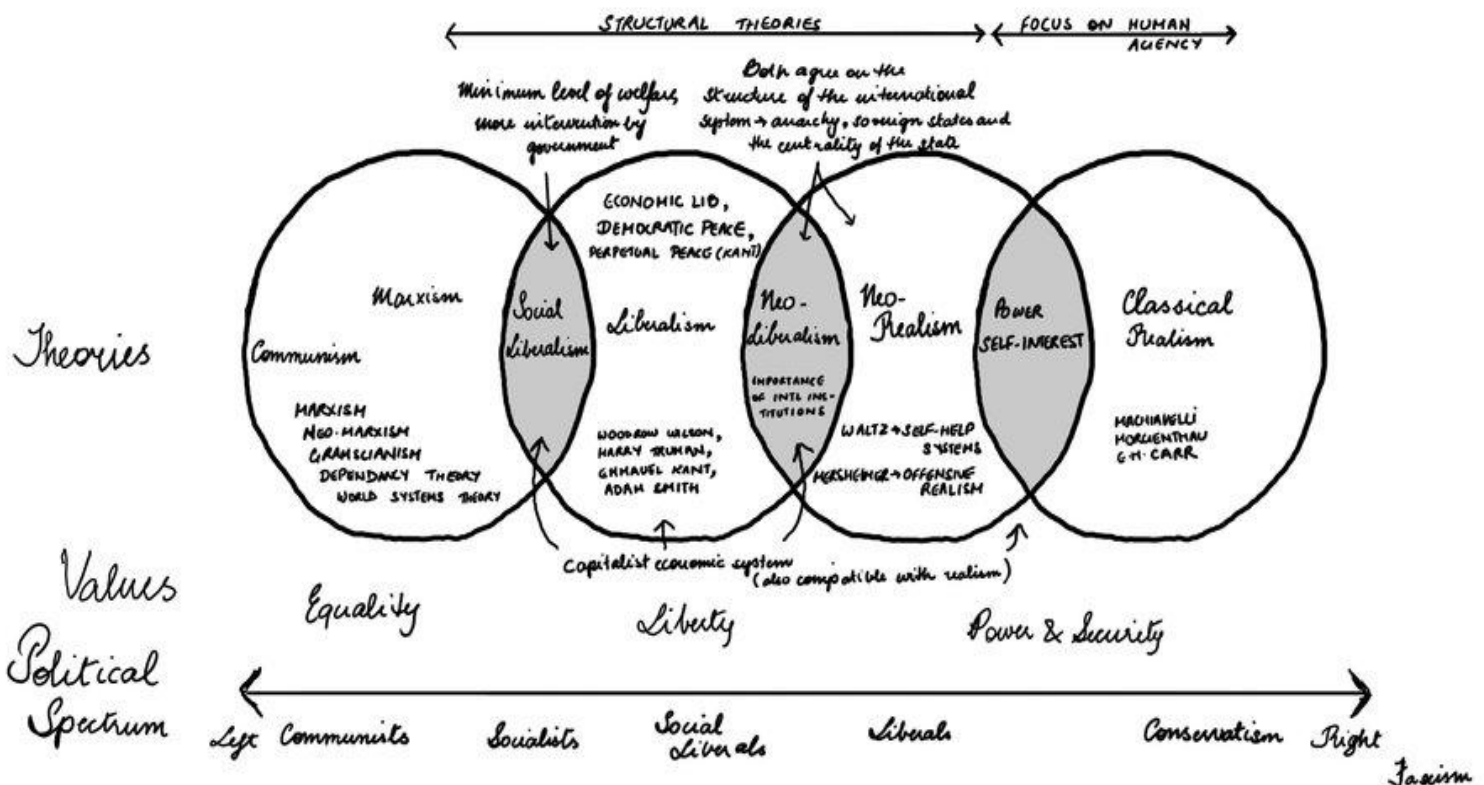 STRUCTURAL THEORIES
FOCUS ON HUMAN
AGENCY
Minimum level of welfare,
more intervention by
government
Both agree on the
structure of the international
system → anarchy, sovereign states and
the centrality of the state
ECONOMIC LIB,
DEMOCRATIC PEACE,
PERPETUAL PEACE (KANT)
Theories
Marxism
Communism
MARXISM
NEO-MARXISM
GRAMSCIANISM
DEPENDANCY THEORY
WORLD SYSTEMS THEORY
Social
Liberalism
Liberalism
WOODROW WILSON,
HARRY TRUMAN,
EMMAUEL KANT,
ADAM SMITH
Neo-
Liberalism
IMPORTANCE
OF INTL INS-
TITUTIONS
Neo-
Realism
WALTZ → SELF-HELP
SYSTEMS
MERSHEIMER → OFFENSIVE
REALISM
POWER
SELF-INTEREST
Classical
Realism
MACHIAVELLI
MORGENTHAU
E.H. CARR
Capitalist economic system
(also compatible with realism)
Values
Equality
Liberty
Power & Security
Political
Spectrum
Left
Communists
Socialists
Social
Liberals
Liberals
Conservatism
Right
Facism